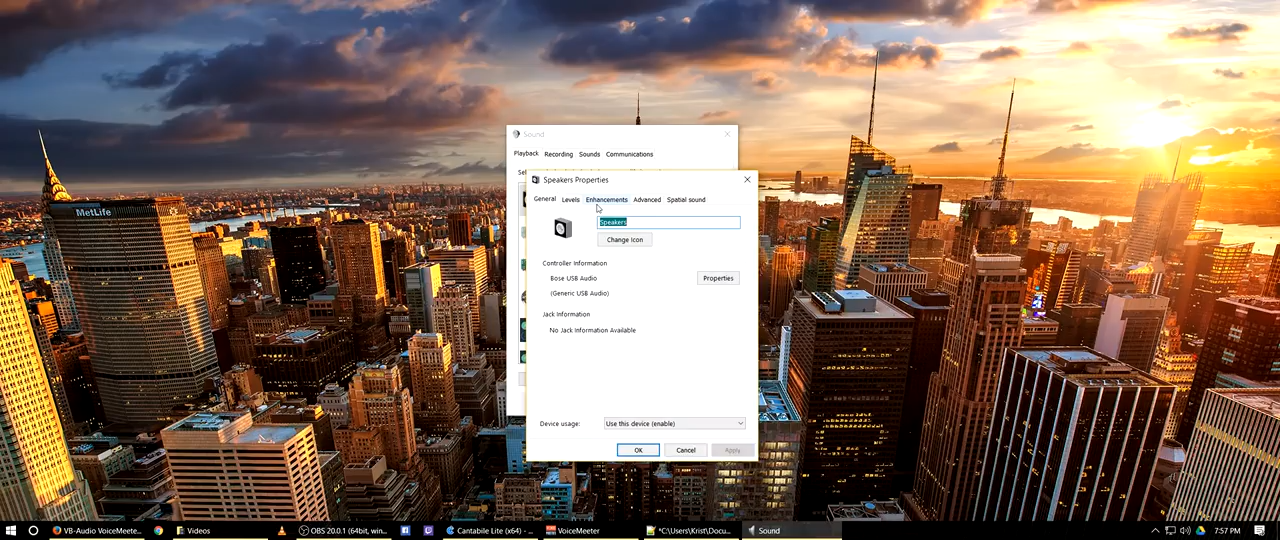 MetLife
Sound
Playback Recording Sounds Communications
Speakers Properties
General Levels Enhancements Advanced Spatial sound
Speakers
Change Icon
Controller Information
Bose USB Audio
Properties
(Generic USB Audio)
Jack Information
No Jack Information Available
Device usage:
Use this device (enable)
OK
Cancel
Apply
VB-Audio VoiceMeete...
Videos
OBS 20.0.1 (64bit, win...
Cantabile Lite (x64) - ...
VoiceMeeter
*C:\Users\Krist\Docu...
Sound
7:57 PM